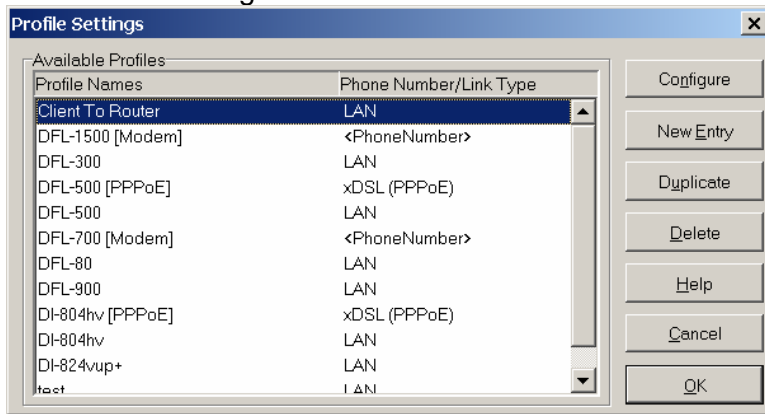 Profile Settings
Available Profiles
Profile Names Phone Number/Link Type
Client To Router LAN
DFL-1500 [Modem] <PhoneNumber>
DFL-300 LAN
DFL-500 [PPPoE] xDSL (PPPoE)
DFL-500 LAN
DFL-700 [Modem] <PhoneNumber>
DFL-80 LAN
DFL-900 LAN
DI-804hv [PPPoE] xDSL (PPPoE)
DI-804hv LAN
DI-824vup+ LAN
test LAN
Configure
New Entry
Duplicate
Delete
Help
Cancel
OK